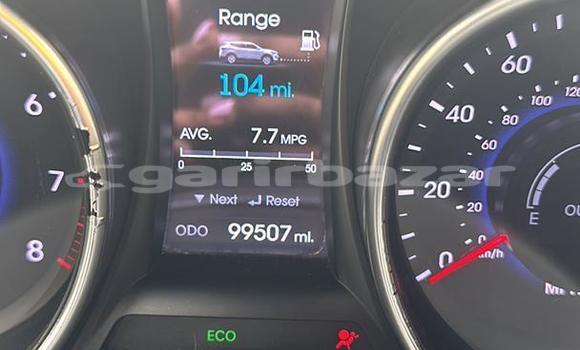 Range
104 mi.
AVG. 7.7 MPG
0 25 50
▼ Next ↵ Reset
ODO 99507 mi.
ECO
6
7
8
60
40
20
0
120
100
80
60
40
20
0
km/h
E
garirbazar